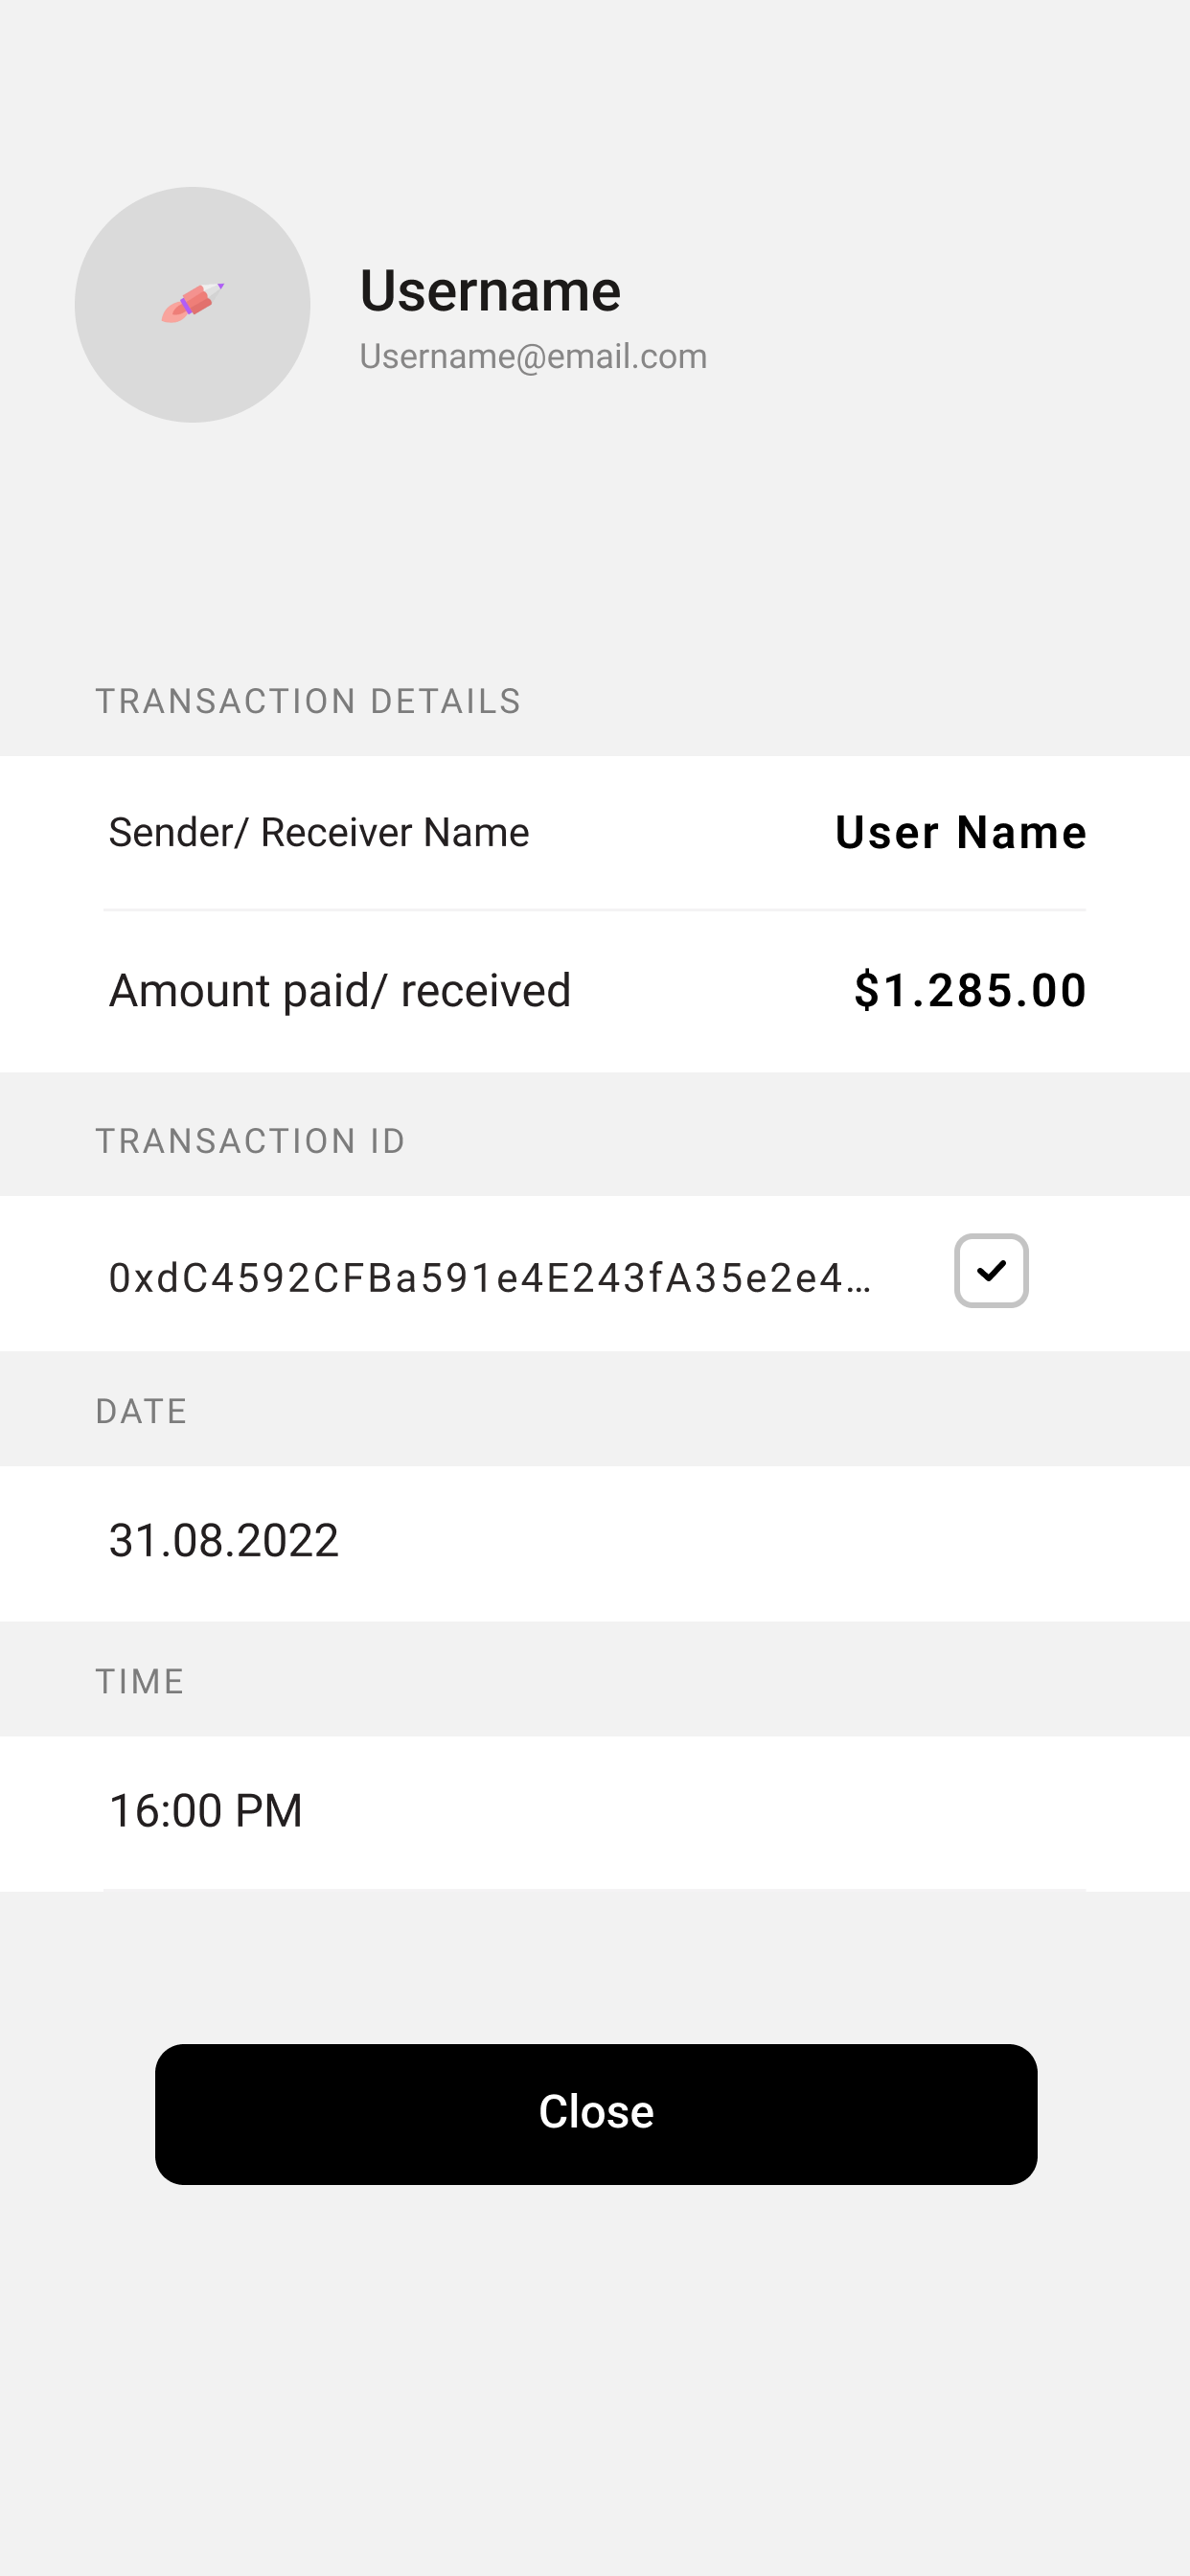 Username
Username@email.com
TRANSACTION DETAILS
Sender/ Receiver Name User Name
Amount paid/ received $1.285.00
TRANSACTION ID
0xdC4592CFBa591e4E243fA35e2e4...
DATE
31.08.2022
TIME
16:00 PM
Close